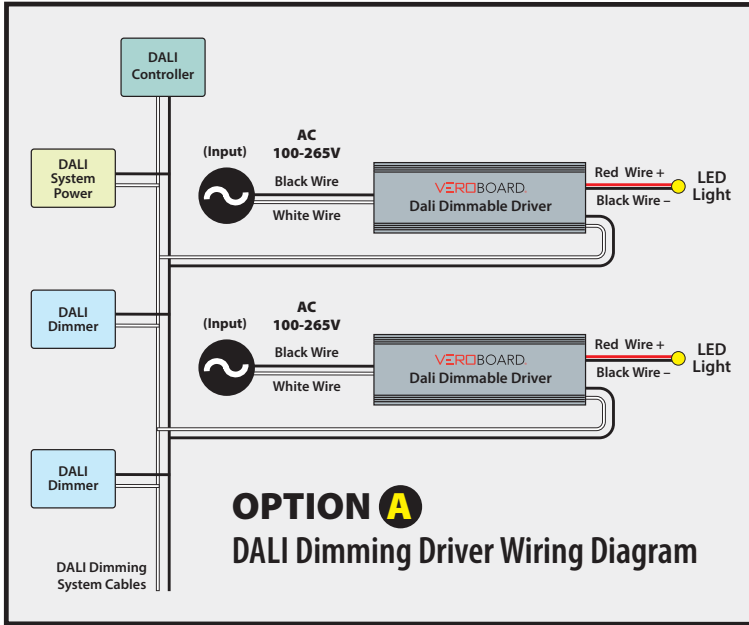 DALI
Controller
DALI
System
Power
(Input)
AC
100-265V
Black Wire
White Wire
VEROBOARD.
Dali Dimmable Driver
Red Wire +
Black Wire –
LED
Light
DALI
Dimmer
(Input)
AC
100-265V
Black Wire
White Wire
VEROBOARD.
Dali Dimmable Driver
Red Wire +
Black Wire –
LED
Light
DALI
Dimmer
OPTION A
DALI Dimming Driver Wiring Diagram
DALI Dimming
System Cables